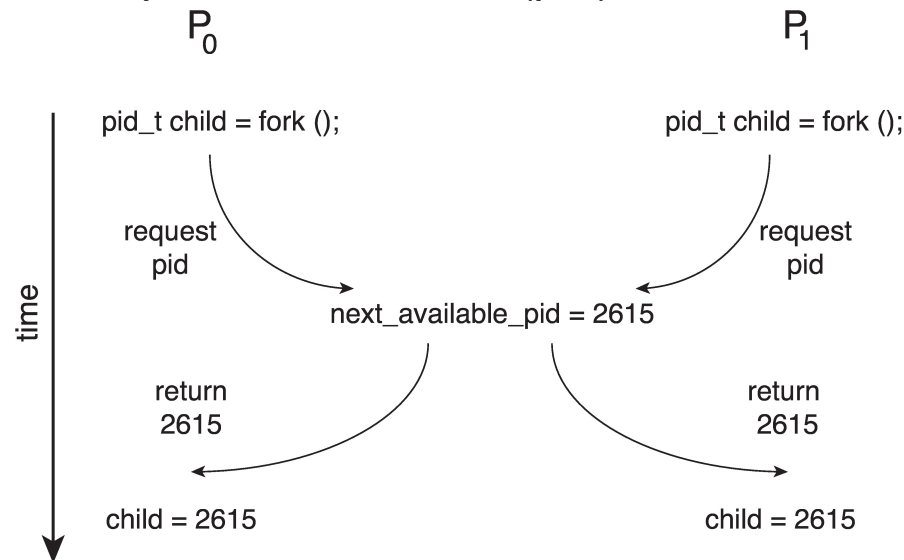 P0 P1
pid_t child = fork (); pid_t child = fork ();
request request
pid pid
next_available_pid = 2615
time
return return
2615 2615
child = 2615 child = 2615